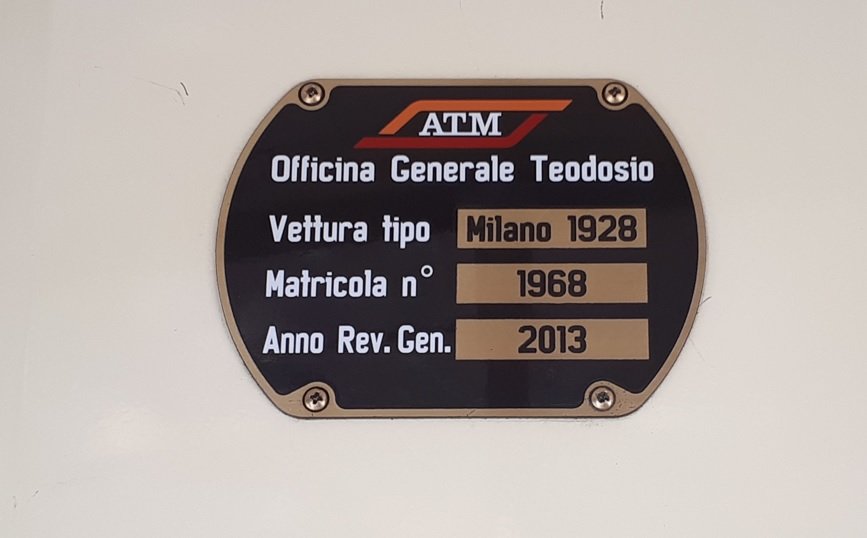 ATM
Officina Generale Teodosio
Vettura tipo Milano 1928
Matricola n° 1968
Anno Rev. Gen. 2013